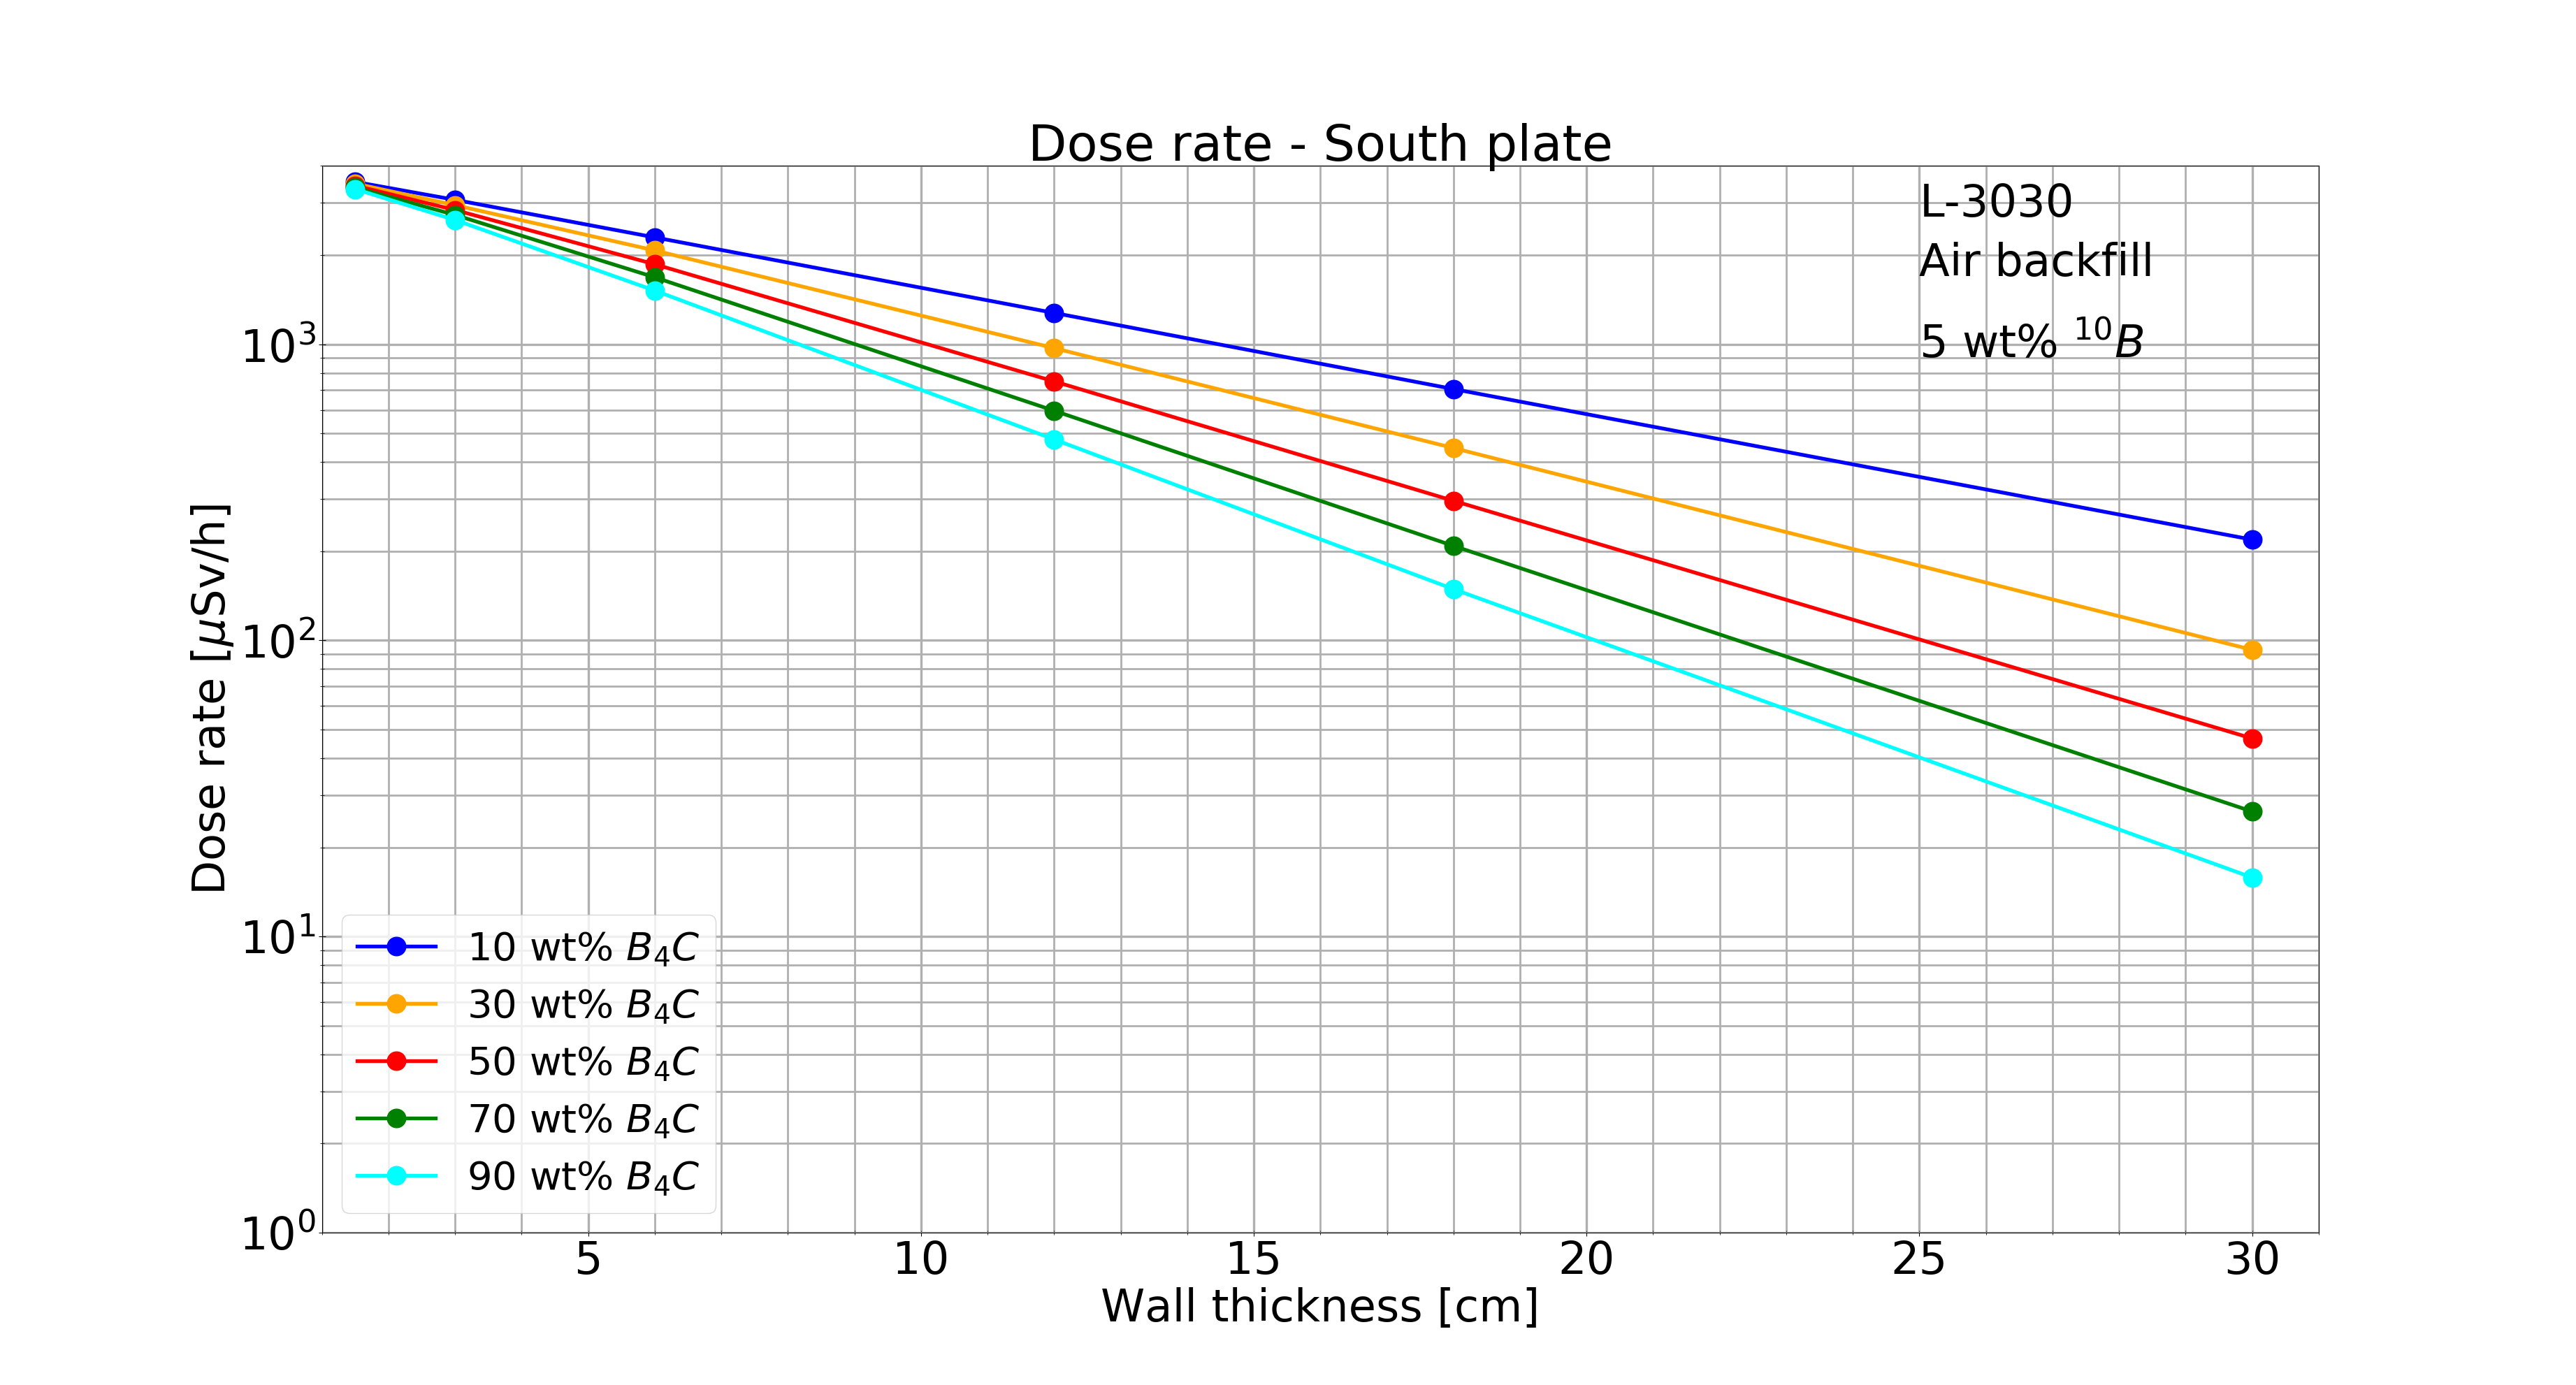 Dose rate - South plate
L-3030
Air backfill
5 wt% ¹⁰B
Dose rate [μSv/h]
10³
10²
10¹
10⁰
10 wt% B₄C
30 wt% B₄C
50 wt% B₄C
70 wt% B₄C
90 wt% B₄C
5 10 15 20 25 30
Wall thickness [cm]